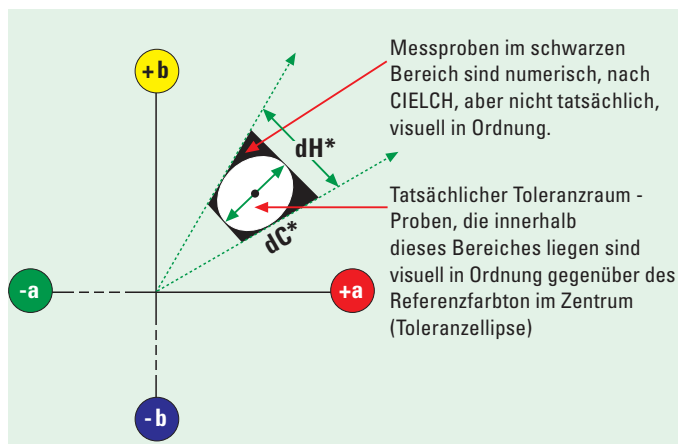 +b
Messproben im schwarzen
Bereich sind numerisch, nach
CIELCH, aber nicht tatsächlich,
visuell in Ordnung.
dH*
Tatsächlicher Toleranzraum -
Proben, die innerhalb
dieses Bereiches liegen sind
visuell in Ordnung gegenüber des
Referenzfarbton im Zentrum
(Toleranzellipse)
dC*
-a
+a
-b